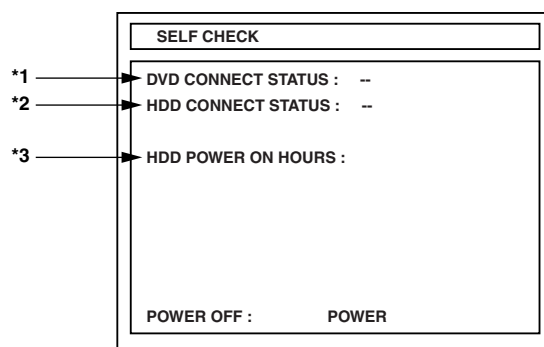 SELF CHECK
*1 DVD CONNECT STATUS : --
*2 HDD CONNECT STATUS : --
*3 HDD POWER ON HOURS :
POWER OFF : POWER